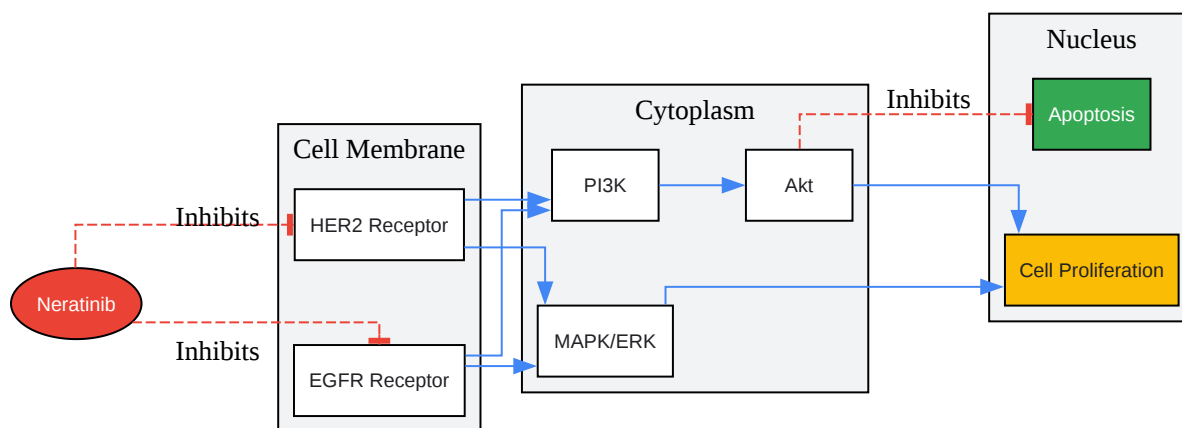 Nucleus
Inhibits
Apoptosis
Cytoplasm
Cell Membrane
PI3K
Akt
Inhibits
HER2 Receptor
Cell Proliferation
Neratinib
MAPK/ERK
Inhibits
EGFR Receptor